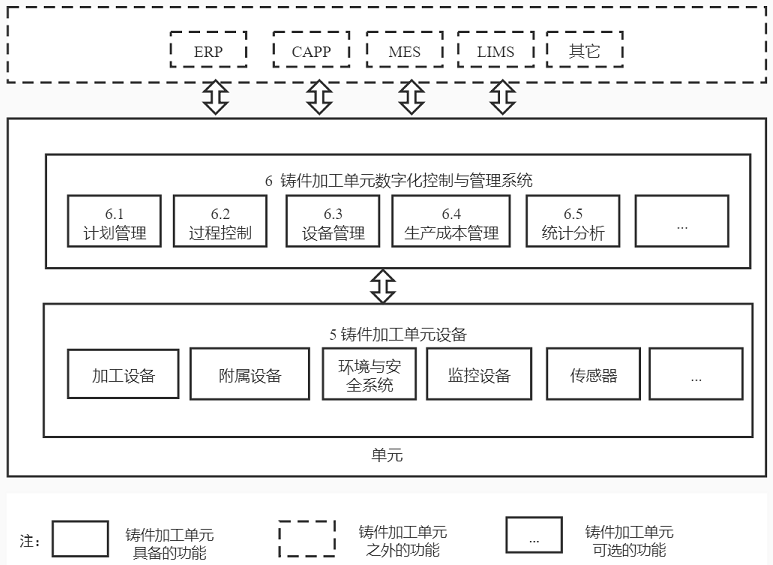 ERP CAPP MES LIMS 其它
6 铸件加工单元数字化控制与管理系统
6.1 6.2 6.3 6.4 6.5
计划管理 过程控制 设备管理 生产成本管理 统计分析 ...
5铸件加工单元设备
加工设备 附属设备 环境与安 监控设备 传感器 ...
全系统
单元
注： 铸件加工单元 铸件加工单元 ... 铸件加工单元
具备的功能 之外的功能 可选的功能